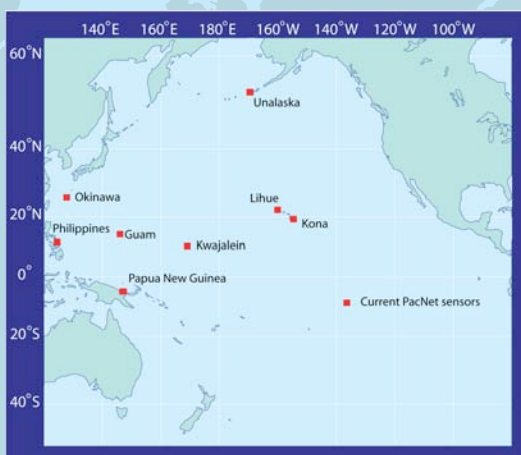 140°E 160°E 160°W 140°W 120°W 100°W
60°N
Unalaska
40°N
Okinawa
Lihue
20°N
Kona
Philippines
Guam
Kwajalein
0°
Papua New Guinea
Current PacNet sensors
20°S
40°S